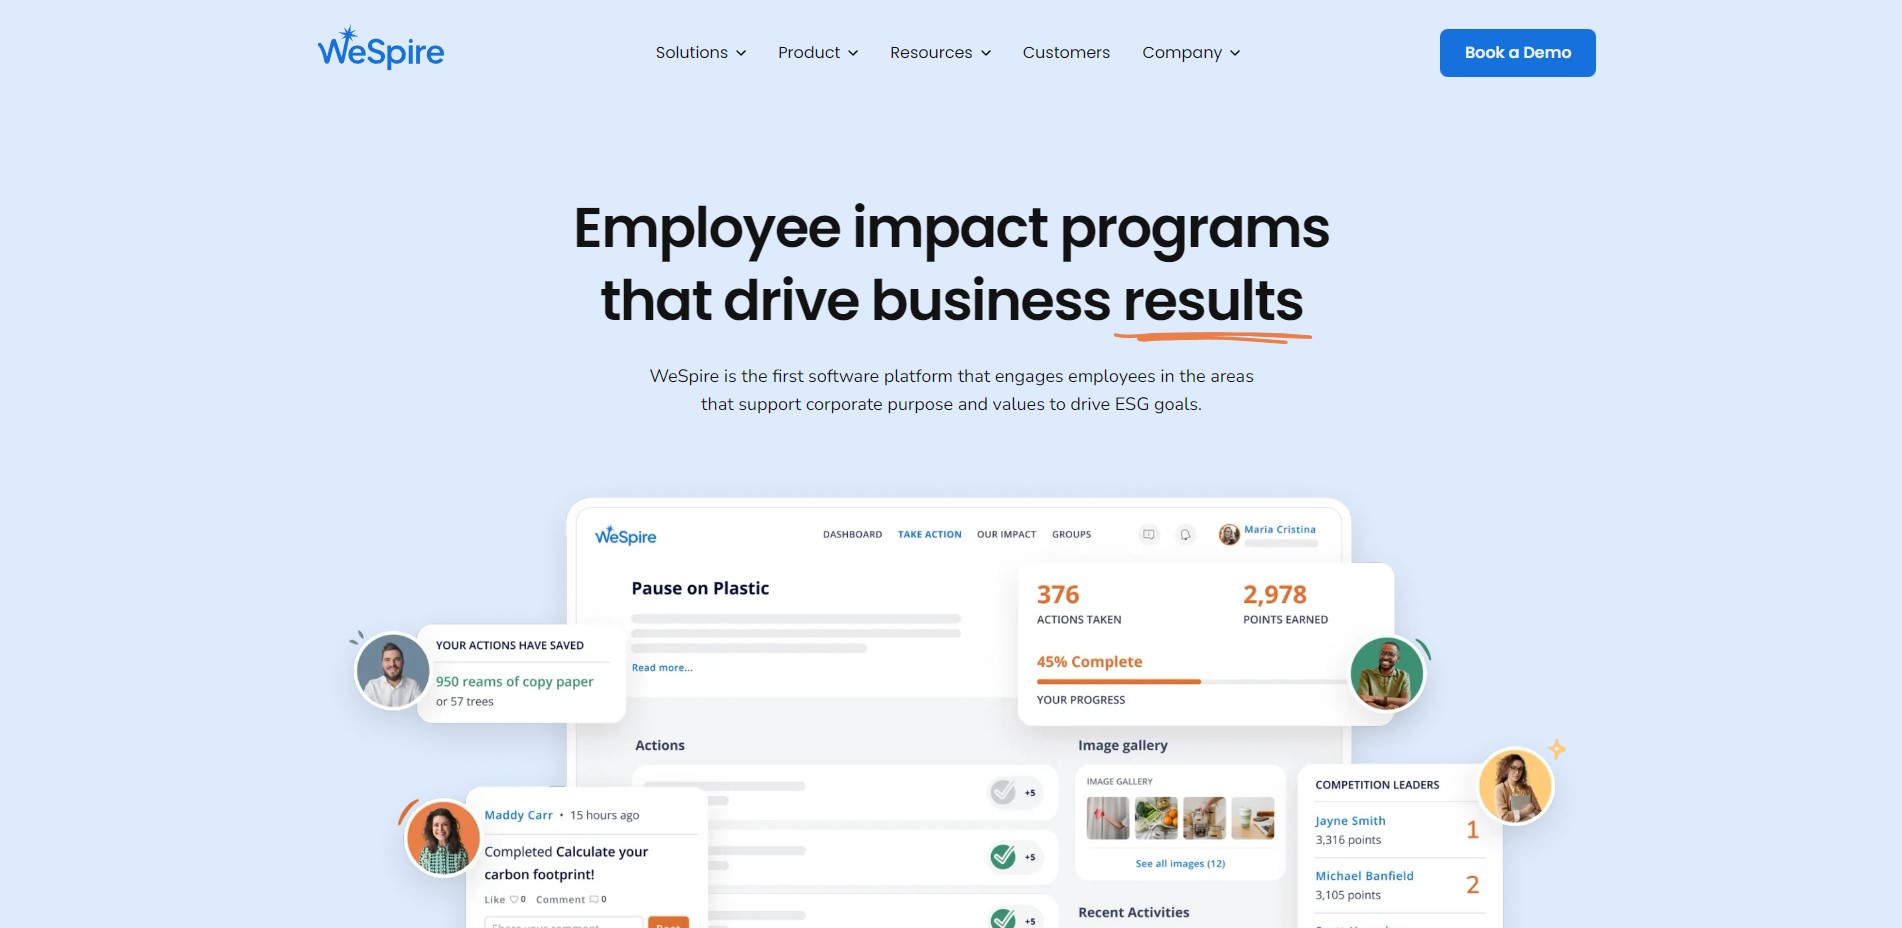 WeSpire
Solutions
Product
Resources
Customers
Company
Book a Demo
Employee impact programs
that drive business results
WeSpire is the first software platform that engages employees in the areas
that support corporate purpose and values to drive ESG goals.
WeSpire
DASHBOARD
TAKE ACTION
OUR IMPACT
GROUPS
Maria Cristina
Pause on Plastic
Read more...
376
ACTIONS TAKEN
2,978
POINTS EARNED
45% Complete
YOUR PROGRESS
YOUR ACTIONS HAVE SAVED
950 reams of copy paper
or 57 trees
Actions
+5
+5
+5
Image gallery
IMAGE GALLERY
See all images (12)
Recent Activities
Maddy Carr • 15 hours ago
Completed Calculate your
carbon footprint!
Like 0 Comment 0
COMPETITION LEADERS
Jayne Smith
3,316 points
1
Michael Banfield
3,105 points
2